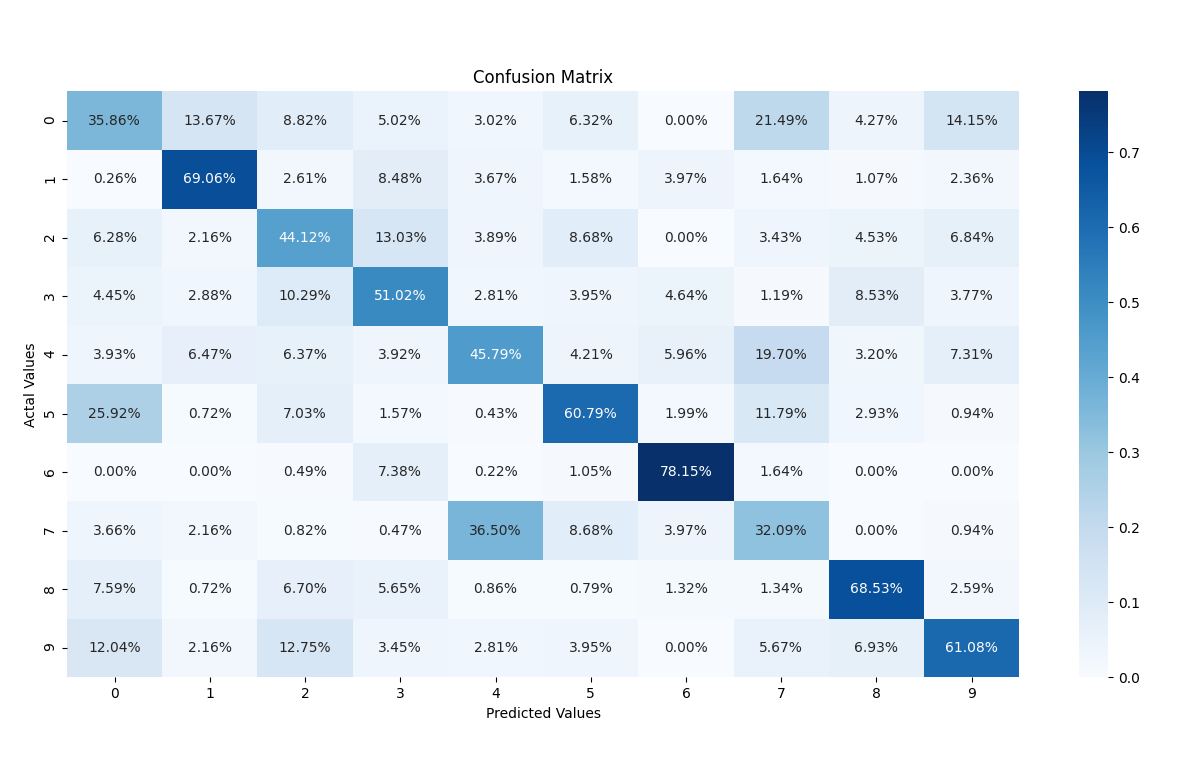 Confusion Matrix
0 35.86% 13.67% 8.82% 5.02% 3.02% 6.32% 0.00% 21.49% 4.27% 14.15%
1 0.26% 69.06% 2.61% 8.48% 3.67% 1.58% 3.97% 1.64% 1.07% 2.36%
2 6.28% 2.16% 44.12% 13.03% 3.89% 8.68% 0.00% 3.43% 4.53% 6.84%
3 4.45% 2.88% 10.29% 51.02% 2.81% 3.95% 4.64% 1.19% 8.53% 3.77%
4 3.93% 6.47% 6.37% 3.92% 45.79% 4.21% 5.96% 19.70% 3.20% 7.31%
5 25.92% 0.72% 7.03% 1.57% 0.43% 60.79% 1.99% 11.79% 2.93% 0.94%
6 0.00% 0.00% 0.49% 7.38% 0.22% 1.05% 78.15% 1.64% 0.00% 0.00%
7 3.66% 2.16% 0.82% 0.47% 36.50% 8.68% 3.97% 32.09% 0.00% 0.94%
8 7.59% 0.72% 6.70% 5.65% 0.86% 0.79% 1.32% 1.34% 68.53% 2.59%
9 12.04% 2.16% 12.75% 3.45% 2.81% 3.95% 0.00% 5.67% 6.93% 61.08%
0 1 2 3 4 5 6 7 8 9
Predicted Values
Actal Values
0.7
0.6
0.5
0.4
0.3
0.2
0.1
0.0